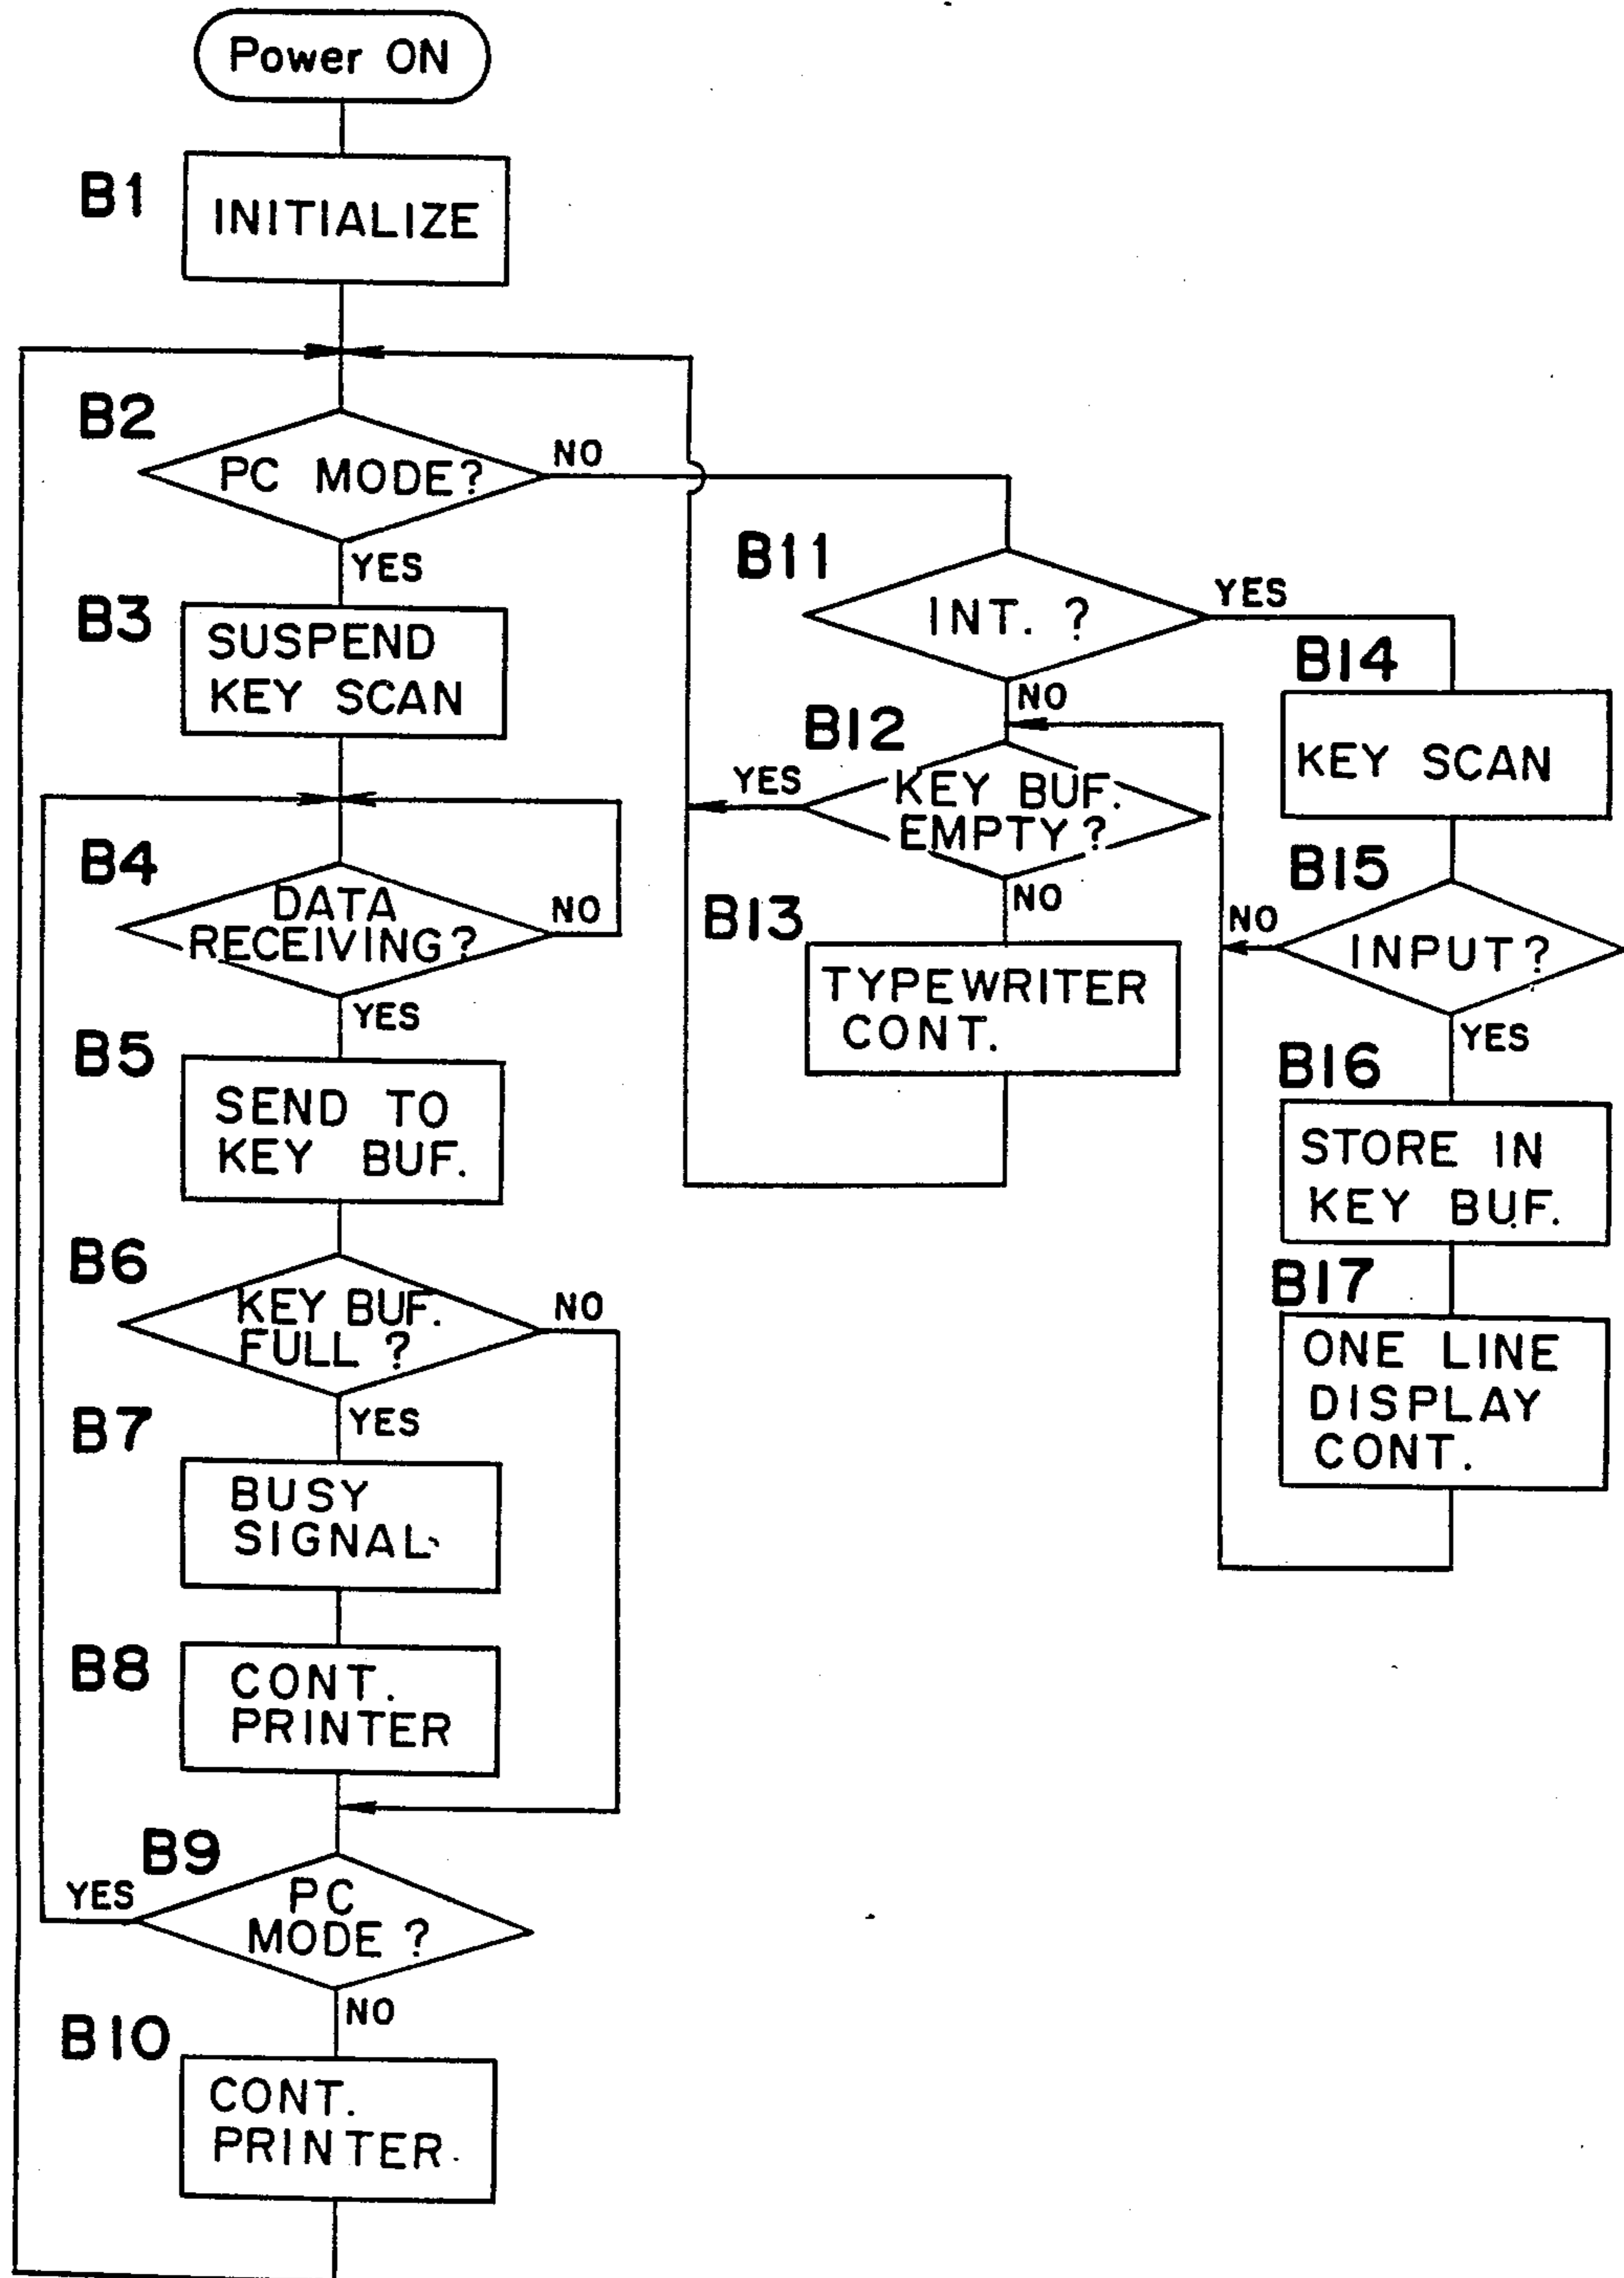 Power ON
B1
INITIALIZE
B2
PC MODE?
NO
YES
B3
SUSPEND
KEY SCAN
B4
DATA
RECEIVING?
NO
YES
B5
SEND TO
KEY BUF.
B6
KEY BUF.
FULL ?
NO
YES
B7
BUSY
SIGNAL
B8
CONT.
PRINTER
B9
PC
MODE ?
YES
NO
B10
CONT.
PRINTER
B11
INT. ?
YES
NO
B12
KEY BUF.
EMPTY?
YES
NO
B13
TYPEWRITER
CONT.
B14
KEY SCAN
B15
INPUT?
NO
YES
B16
STORE IN
KEY BUF.
B17
ONE LINE
DISPLAY
CONT.